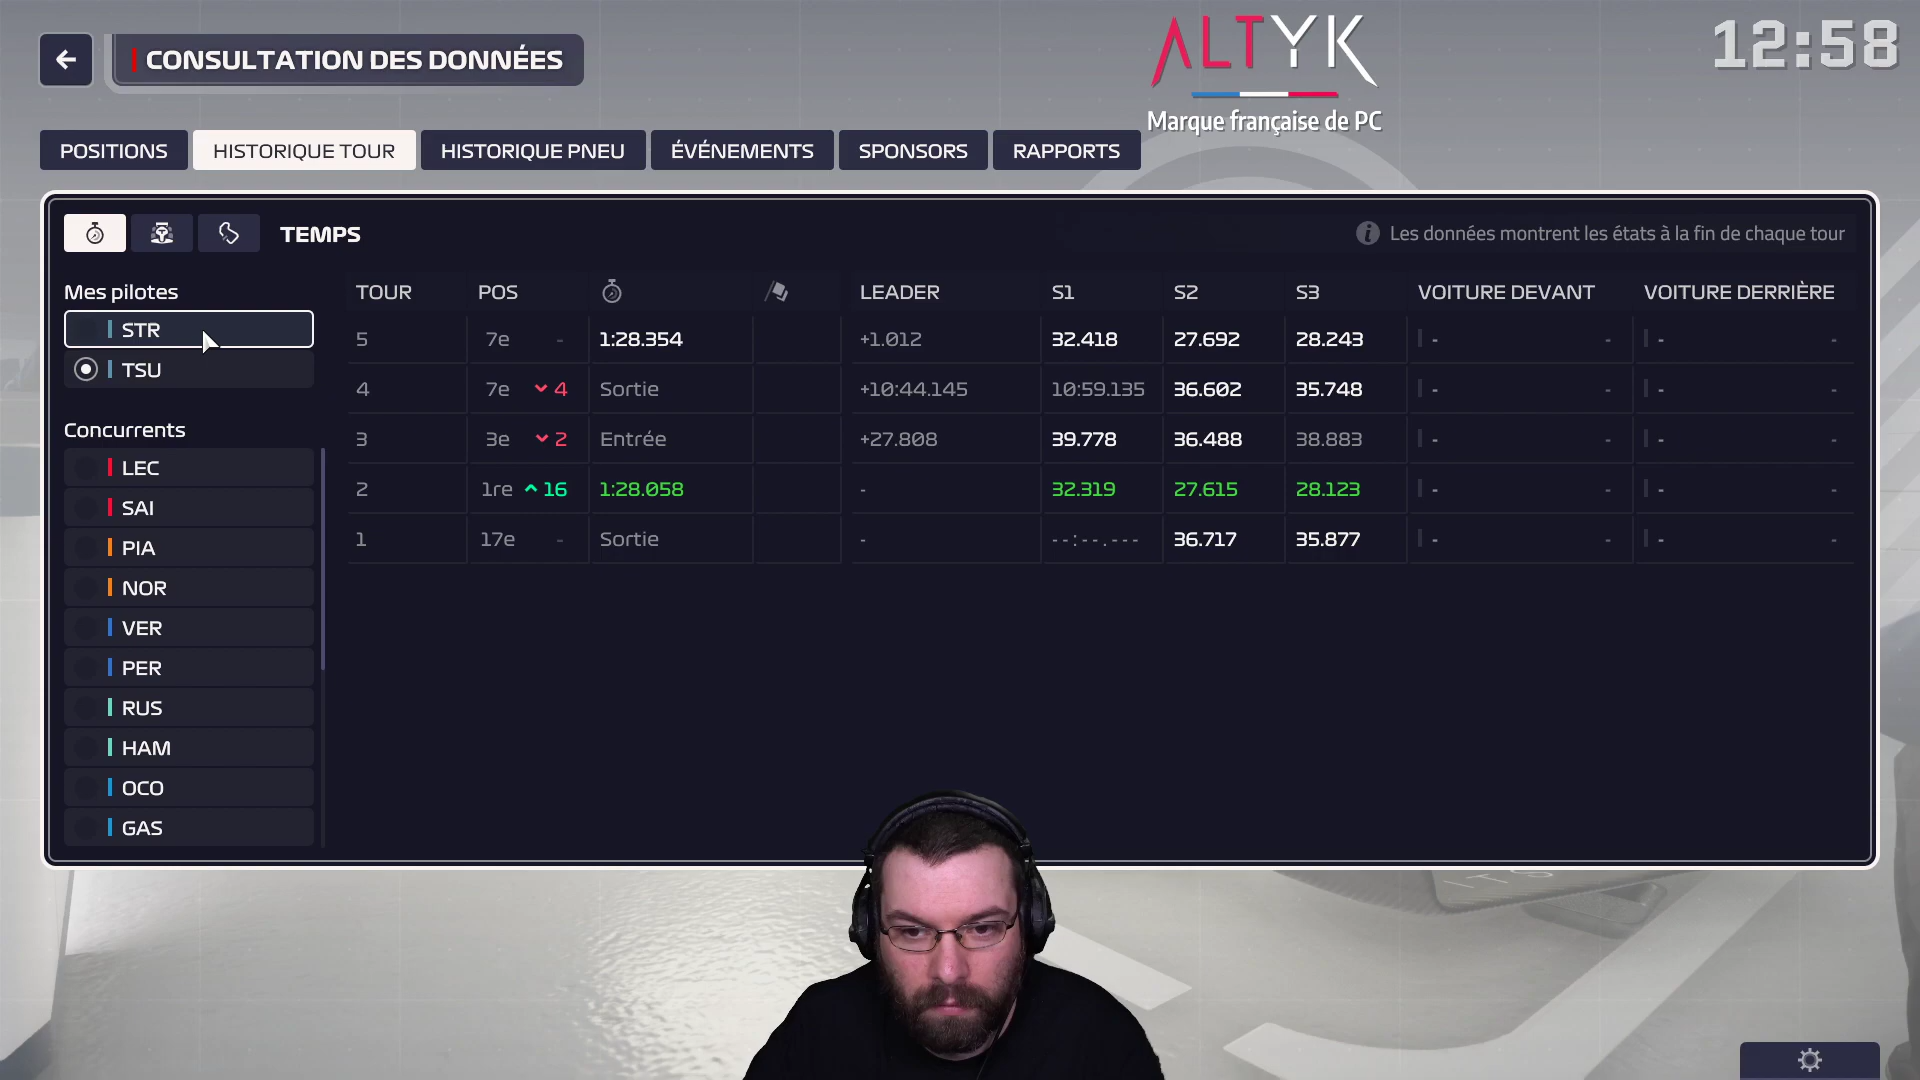 ALTYK
Marque française de PC
12:58
CONSULTATION DES DONNÉES
POSITIONS HISTORIQUE TOUR HISTORIQUE PNEU ÉVÉNEMENTS SPONSORS RAPPORTS
TEMPS
Les données montrent les états à la fin de chaque tour
Mes pilotes
STR
TSU
Concurrents
LEC
SAI
PIA
NOR
VER
PER
RUS
HAM
OCO
GAS
TOUR POS LEADER S1 S2 S3 VOITURE DEVANT VOITURE DERRIÈRE
5 7e - 1:28.354 +1.012 32.418 27.692 28.243 - - - -
4 7e 4 Sortie +10:44.145 10:59.135 36.602 35.748 - - - -
3 3e 2 Entrée +27.808 39.778 36.488 38.883 - - - -
2 1re 16 1:28.058 - 32.319 27.615 28.123 - - - -
1 17e - Sortie - --:--.--- 36.717 35.877 - - - -